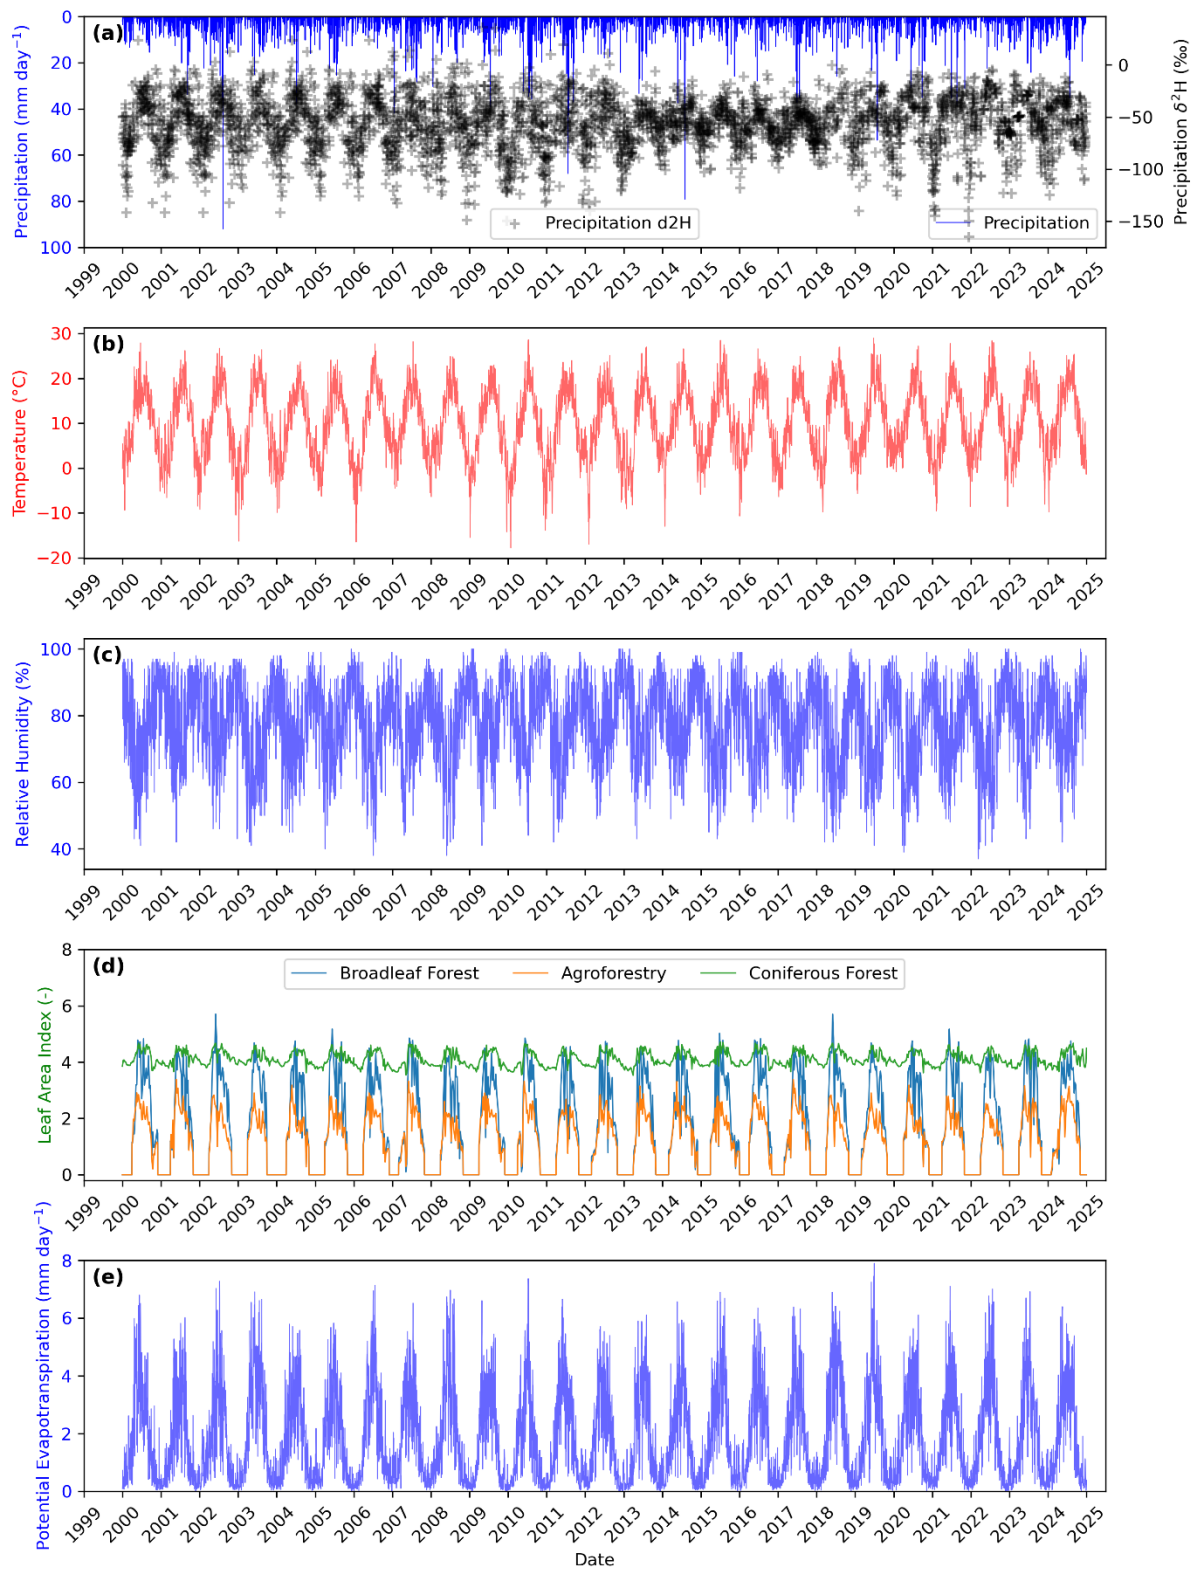 (a)
0
20
40
60
80
100
Precipitation (mm day⁻¹)
0
−50
−100
−150
Precipitation δ²H (‰)
Precipitation d2H
Precipitation
1999 2000 2001 2002 2003 2004 2005 2006 2007 2008 2009 2010 2011 2012 2013 2014 2015 2016 2017 2018 2019 2020 2021 2022 2023 2024 2025
(b)
30
20
10
0
−10
−20
Temperature (°C)
1999 2000 2001 2002 2003 2004 2005 2006 2007 2008 2009 2010 2011 2012 2013 2014 2015 2016 2017 2018 2019 2020 2021 2022 2023 2024 2025
(c)
100
80
60
40
Relative Humidity (%)
1999 2000 2001 2002 2003 2004 2005 2006 2007 2008 2009 2010 2011 2012 2013 2014 2015 2016 2017 2018 2019 2020 2021 2022 2023 2024 2025
(d)
Broadleaf Forest Agroforestry Coniferous Forest
8
6
4
2
0
Leaf Area Index (-)
1999 2000 2001 2002 2003 2004 2005 2006 2007 2008 2009 2010 2011 2012 2013 2014 2015 2016 2017 2018 2019 2020 2021 2022 2023 2024 2025
(e)
8
6
4
2
0
Potential Evapotranspiration (mm day⁻¹)
1999 2000 2001 2002 2003 2004 2005 2006 2007 2008 2009 2010 2011 2012 2013 2014 2015 2016 2017 2018 2019 2020 2021 2022 2023 2024 2025
Date